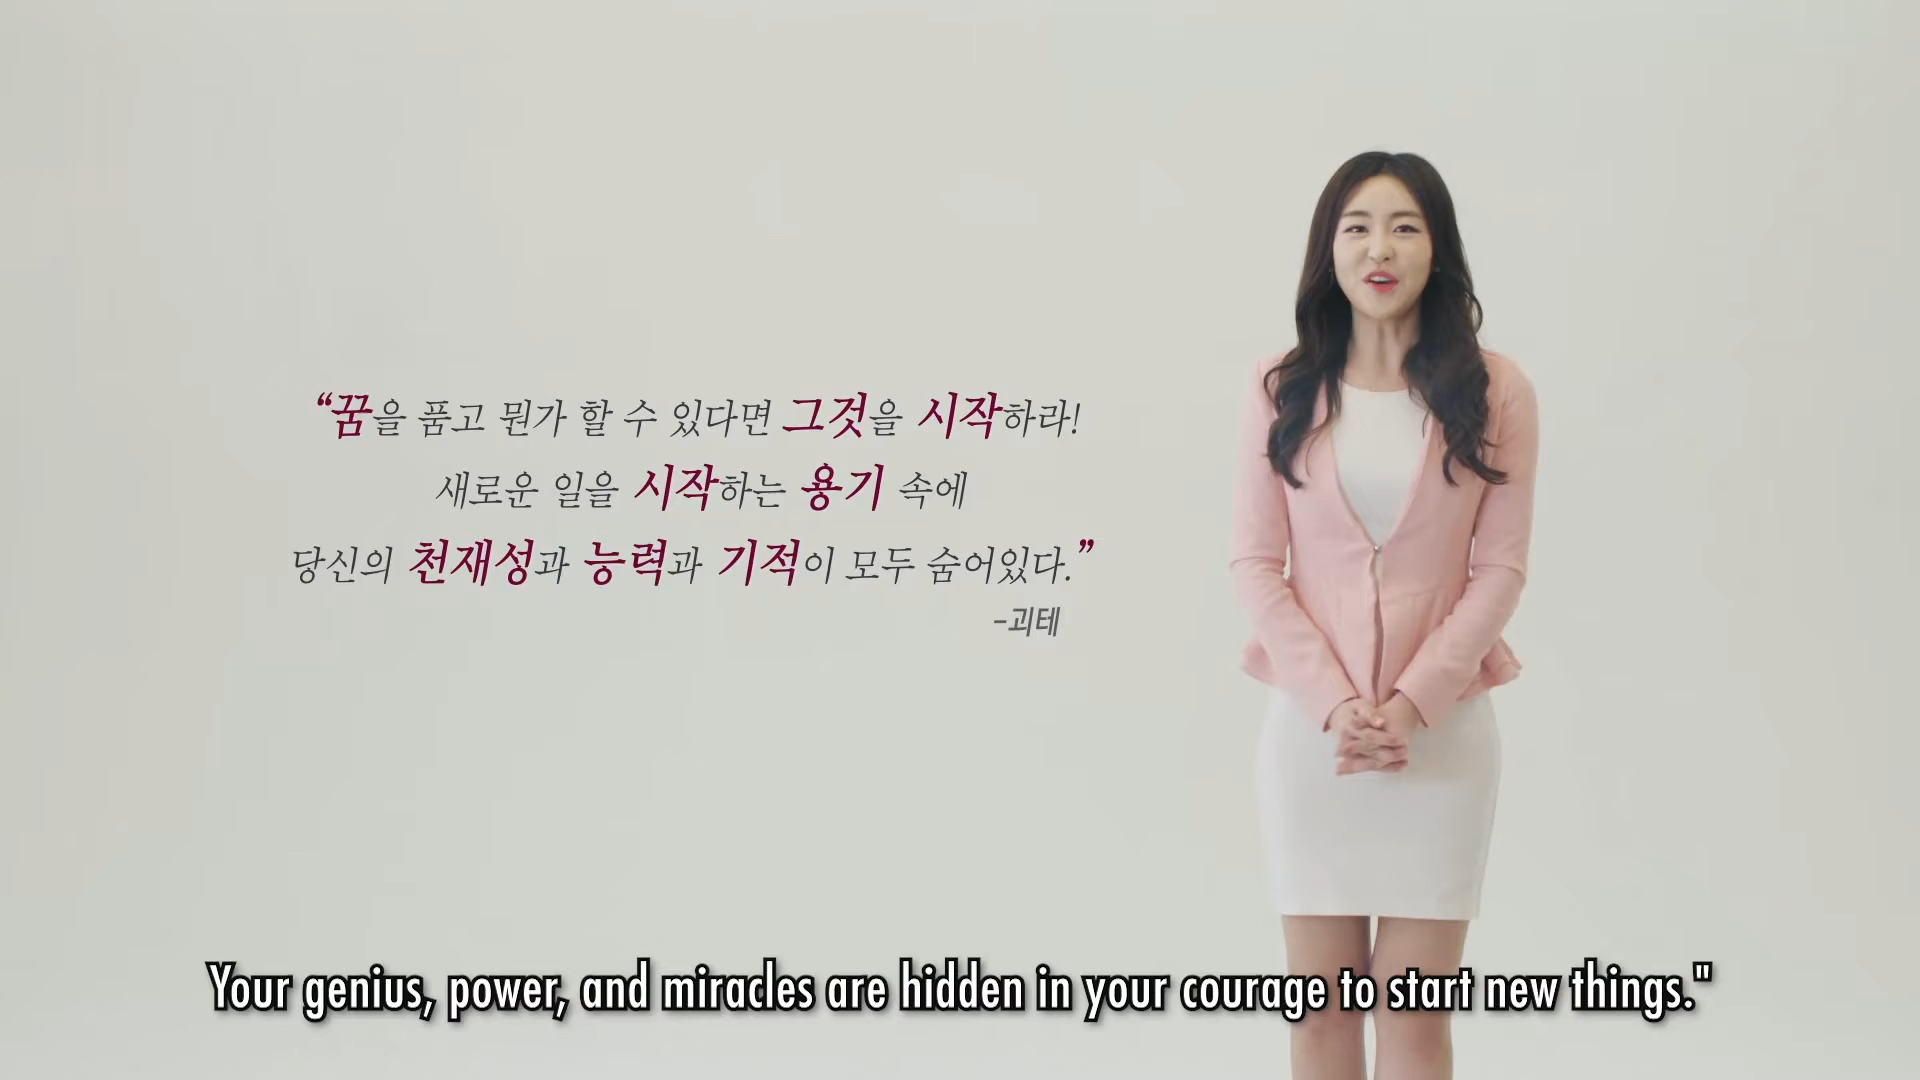 “꿈을 품고 뭔가 할 수 있다면 그것을 시작하라!
새로운 일을 시작하는 용기 속에
당신의 천재성과 능력과 기적이 모두 숨어있다.”
-괴테
Your genius, power, and miracles are hidden in your courage to start new things."